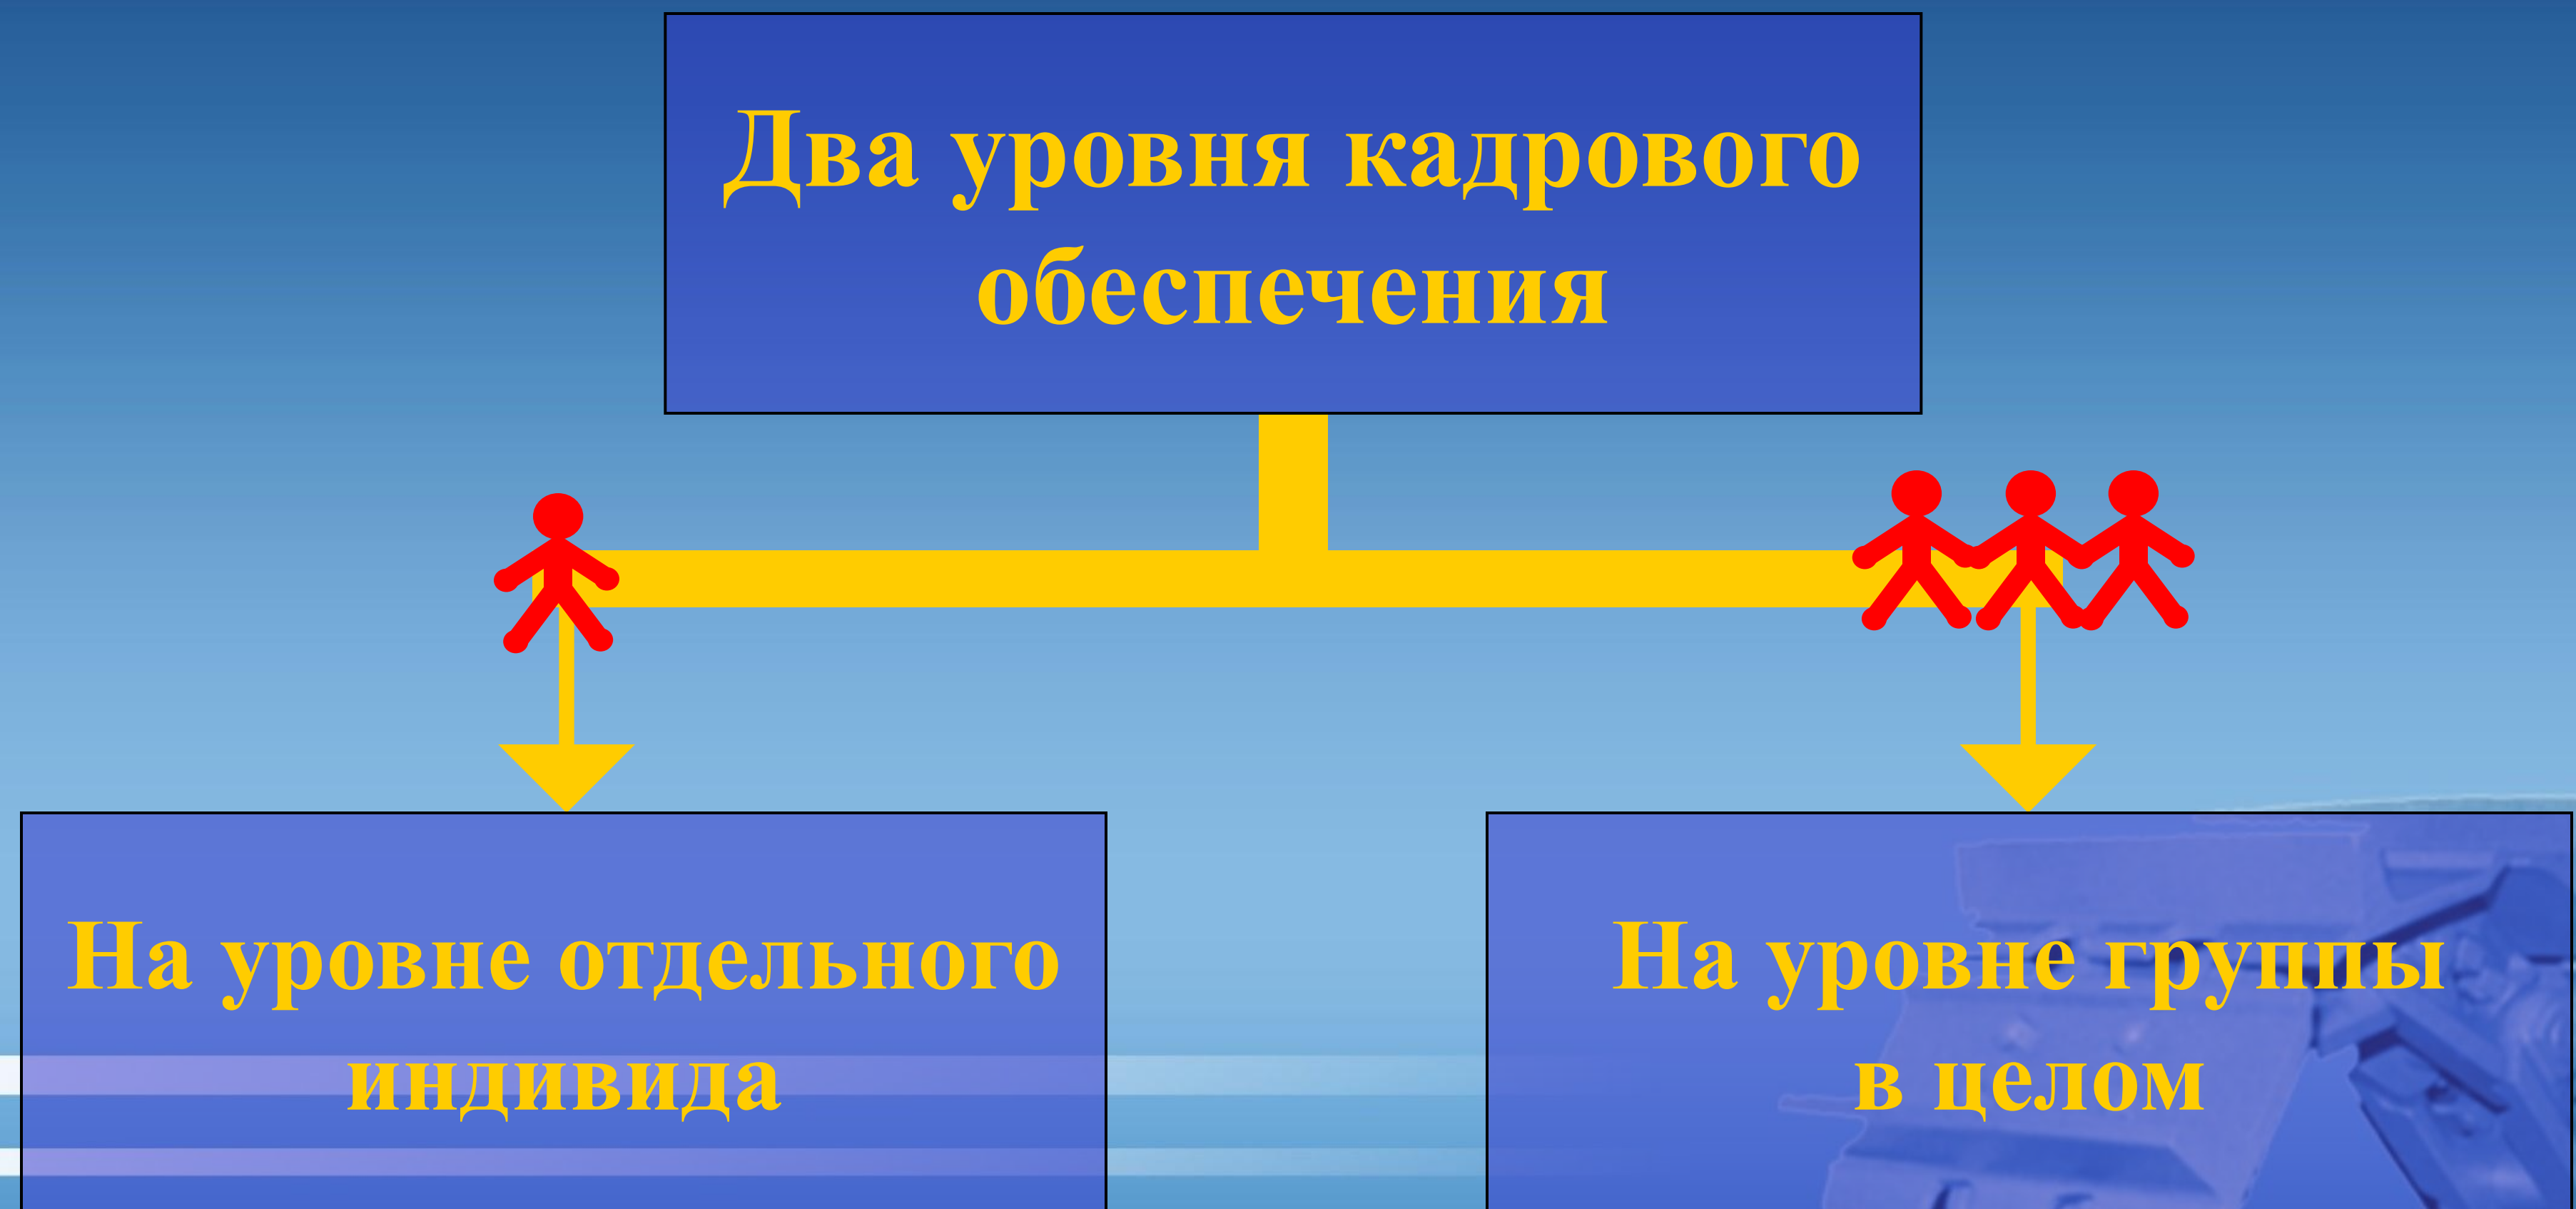 Два уровня кадрового
обеспечения
На уровне отдельного
индивида
На уровне группы
в целом